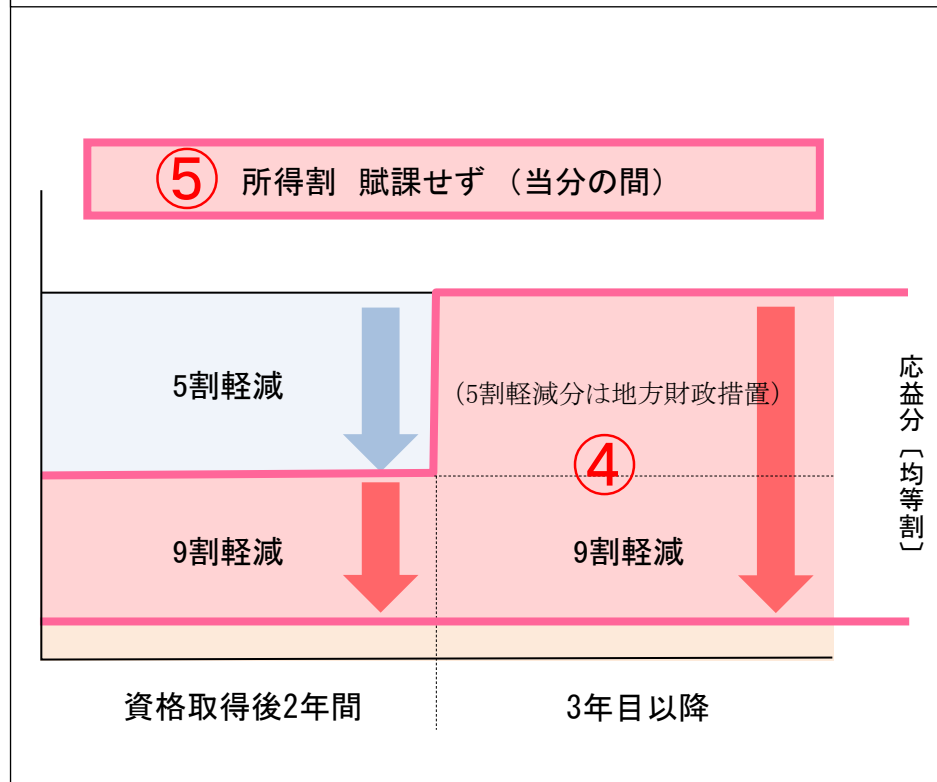 ⑤ 所得割 賦課せず （当分の間）
5割軽減
（5割軽減分は地方財政措置）
④
9割軽減
9割軽減
応益分〔均等割〕
資格取得後2年間
3年目以降